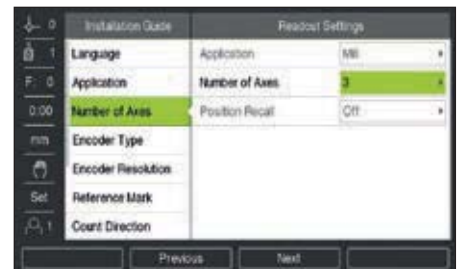 0
Installation Guide
Readout Settings
1
Language
Application
Mill
F: 0
Application
Number of Axes
3
0:00
Number of Axes
Position Recall
Off
mm
Encoder Type
Encoder Resolution
Set
Reference Mark
1
Count Direction
Previous
Next